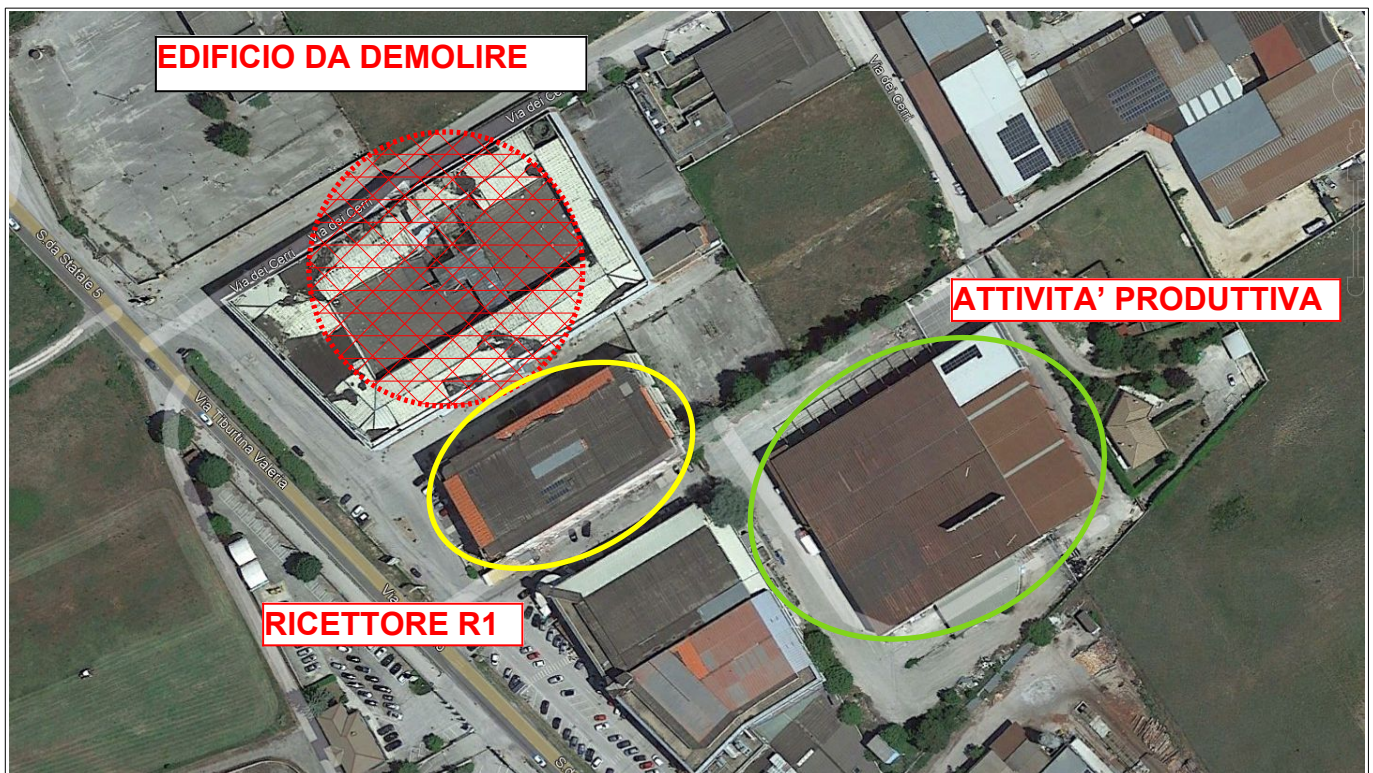 EDIFICIO DA DEMOLIRE
Via dei Cerri
Via dei Cerri
Via dei Cerri
S.da Statale 5
ATTIVITA' PRODUTTIVA
Via dei Cerri
Via Tiburtina Valeria
RICETTORE R1